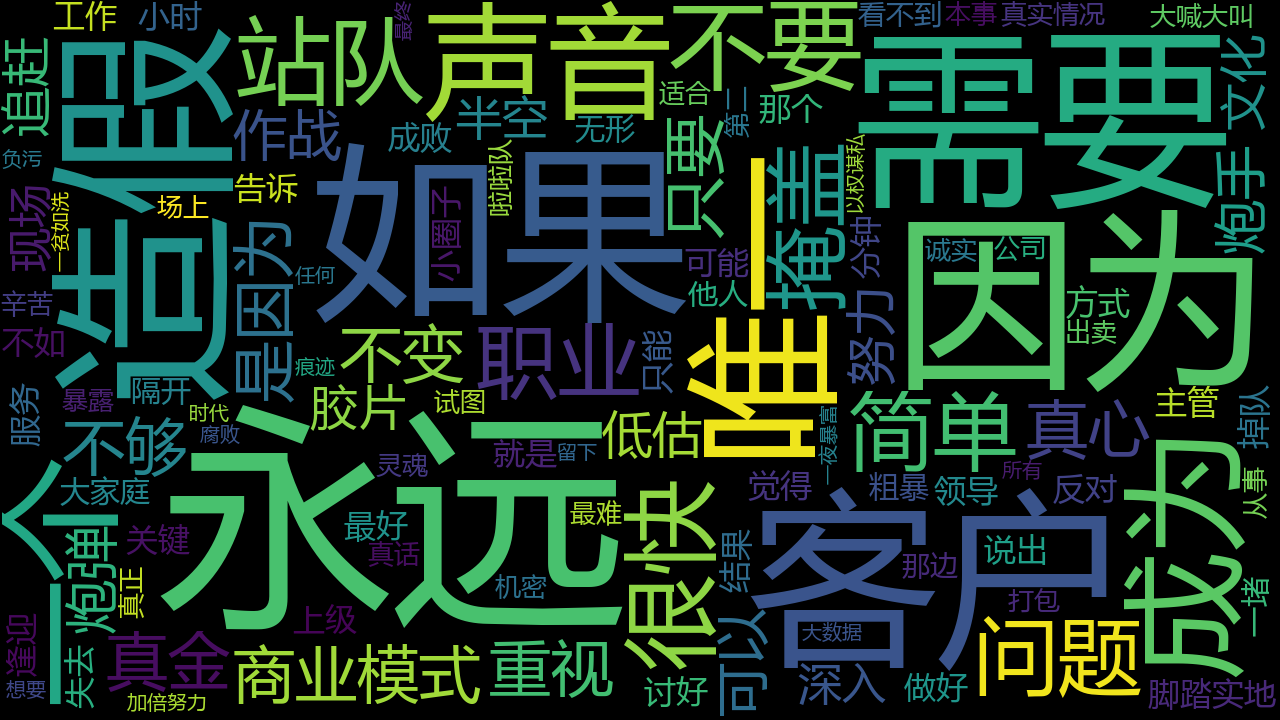 工作
小时
最终
站队
声音
不要
看不到
本事
真实情况
大喊大叫
追赶
造假
作战
成败
半空
无形
适合
第二
那个
需要
文化
负污
现场
一贫如洗
告诉
场上
啦啦队
只要
掩盖
以权谋私
炮手
如果
小圈子
因为
是因为
任何
可能
他人
分钟
诚实
公司
辛苦
不如
不变
职业
只能
唯一
努力
方式
出卖
隔开
痕迹
暴露
服务
时代
腐败
胶片
试图
低估
简单
真心
主管
掉队
不够
永远
就是
留下
一夜暴富
灵魂
大家庭
觉得
粗暴
领导
所有
反对
从事
一个
炮弹
关键
最好
真话
最难
很快
客户
成为
真正
机密
结果
那边
说出
打包
一堵
上级
大数据
逢迎
失去
真金
商业模式
重视
可以
深入
问题
想要
加倍努力
讨好
做好
脚踏实地